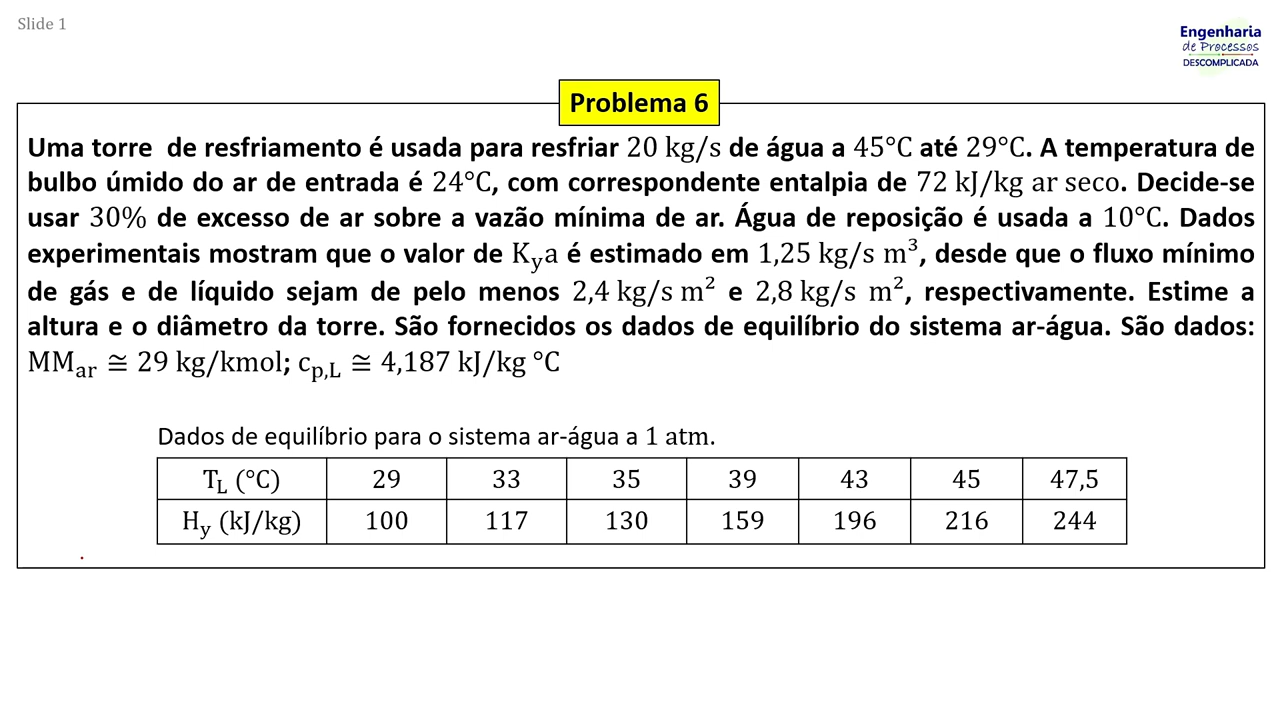 Slide 1
Engenharia
de Processos
DESCOMPLICADA
Problema 6
Uma torre de resfriamento é usada para resfriar 20 kg/s de água a 45°C até 29°C. A temperatura de
bulbo úmido do ar de entrada é 24°C, com correspondente entalpia de 72 kJ/kg ar seco. Decide-se
usar 30% de excesso de ar sobre a vazão mínima de ar. Água de reposição é usada a 10°C. Dados
experimentais mostram que o valor de Kya é estimado em 1,25 kg/s m³, desde que o fluxo mínimo
de gás e de líquido sejam de pelo menos 2,4 kg/s m² e 2,8 kg/s m², respectivamente. Estime a
altura e o diâmetro da torre. São fornecidos os dados de equilíbrio do sistema ar-água. São dados:
MMar ≅ 29 kg/kmol; cp,L ≅ 4,187 kJ/kg °C
Dados de equilíbrio para o sistema ar-água a 1 atm.
TL (°C) 29 33 35 39 43 45 47,5
Hy (kJ/kg) 100 117 130 159 196 216 244